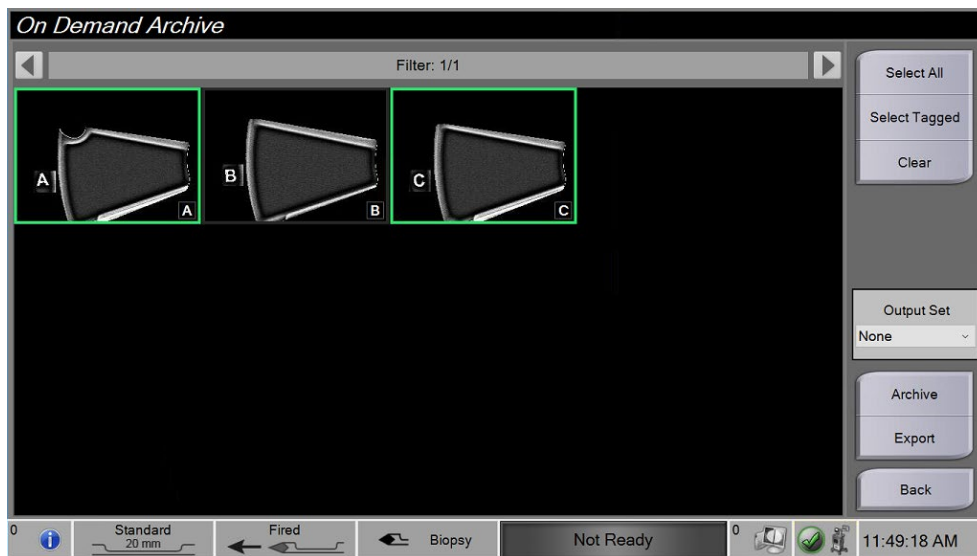 On Demand Archive
Filter: 1/1
Select All
Select Tagged
Clear
A
A
B
B
C
C
Output Set
None
Archive
Export
Back
0
Standard
20 mm
Fired
Biopsy
Not Ready
0
11:49:18 AM